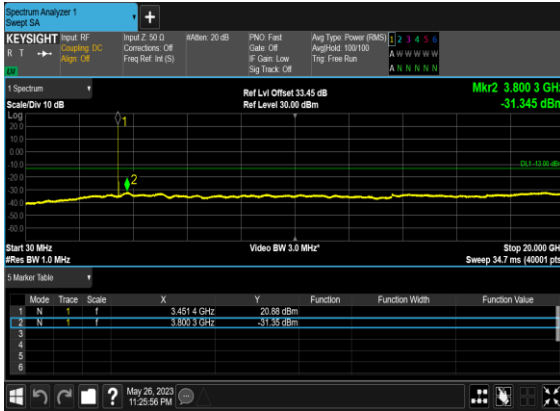 Spectrum Analyzer 1
Swept SA
+
KEYSIGHT Input: RF
R T Coupling: DC
Align: Off
LXI
Input Z: 50 Ω
Corrections: Off
Freq Ref: Int (S)
#Atten: 20 dB
PNO: Fast
Gate: Off
IF Gain: Low
Sig Track: Off
Avg Type: Power (RMS)
Avg|Hold: 100/100
Trig: Free Run
1 2 3 4 5 6
A W W W W W
A N N N N N
1 Spectrum
Scale/Div 10 dB
Ref Lvl Offset 33.45 dB
Ref Level 30.00 dBm
Mkr2 3.800 3 GHz
-31.345 dBm
Log
20.0
10.0
0.00
-10.0
-20.0
-30.0
-40.0
-50.0
-60.0
1
2
DL1 -13.00 dBm
Start 30 MHz
#Res BW 1.0 MHz
Video BW 3.0 MHz*
Stop 20.000 GHz
Sweep 34.7 ms (40001 pts)
5 Marker Table
Mode Trace Scale X Y Function Function Width Function Value
1 N 1 f 3.451 4 GHz 20.88 dBm
2 N 1 f 3.800 3 GHz -31.35 dBm
3
4
5
6
?
May 26, 2023
11:25:56 PM